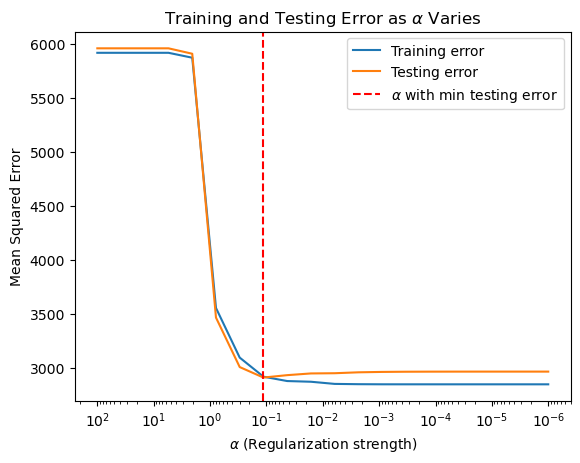 Training and Testing Error as α Varies
Mean Squared Error
6000
5500
5000
4500
4000
3500
3000
Training error
Testing error
α with min testing error
10² 10¹ 10⁰ 10⁻¹ 10⁻² 10⁻³ 10⁻⁴ 10⁻⁵ 10⁻⁶
α (Regularization strength)